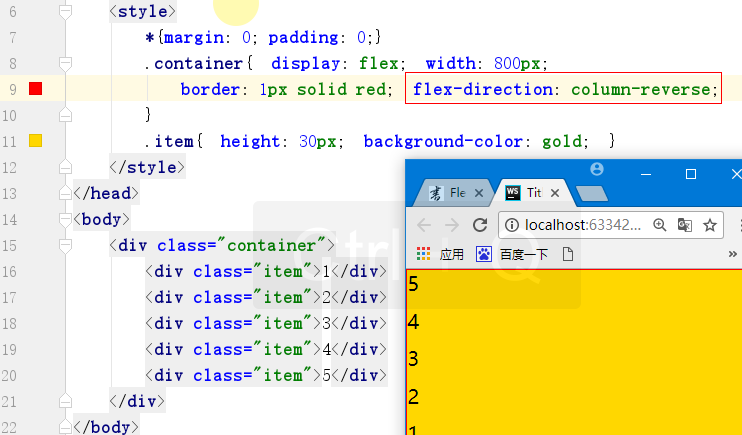 6 <style>
7 *{margin: 0; padding: 0;}
8 .container{ display: flex; width: 800px;
9 border: 1px solid red; flex-direction: column-reverse;
10 }
11 .item{ height: 30px; background-color: gold; }
12 </style>
13 </head>
14 <body>
15 <div class="container">
16 <div class="item">1</div>
17 <div class="item">2</div>
18 <div class="item">3</div>
19 <div class="item">4</div>
20 <div class="item">5</div>
21 </div>
22 </body>
Fle
WS Tit
localhost:63342...
应用 百度一下 »
5
4
3
2
1